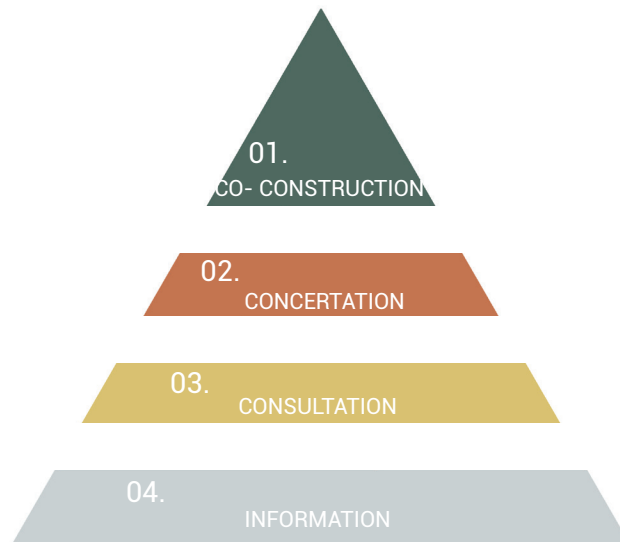 01.
CO- CONSTRUCTION
02.
CONCERTATION
03.
CONSULTATION
04.
INFORMATION